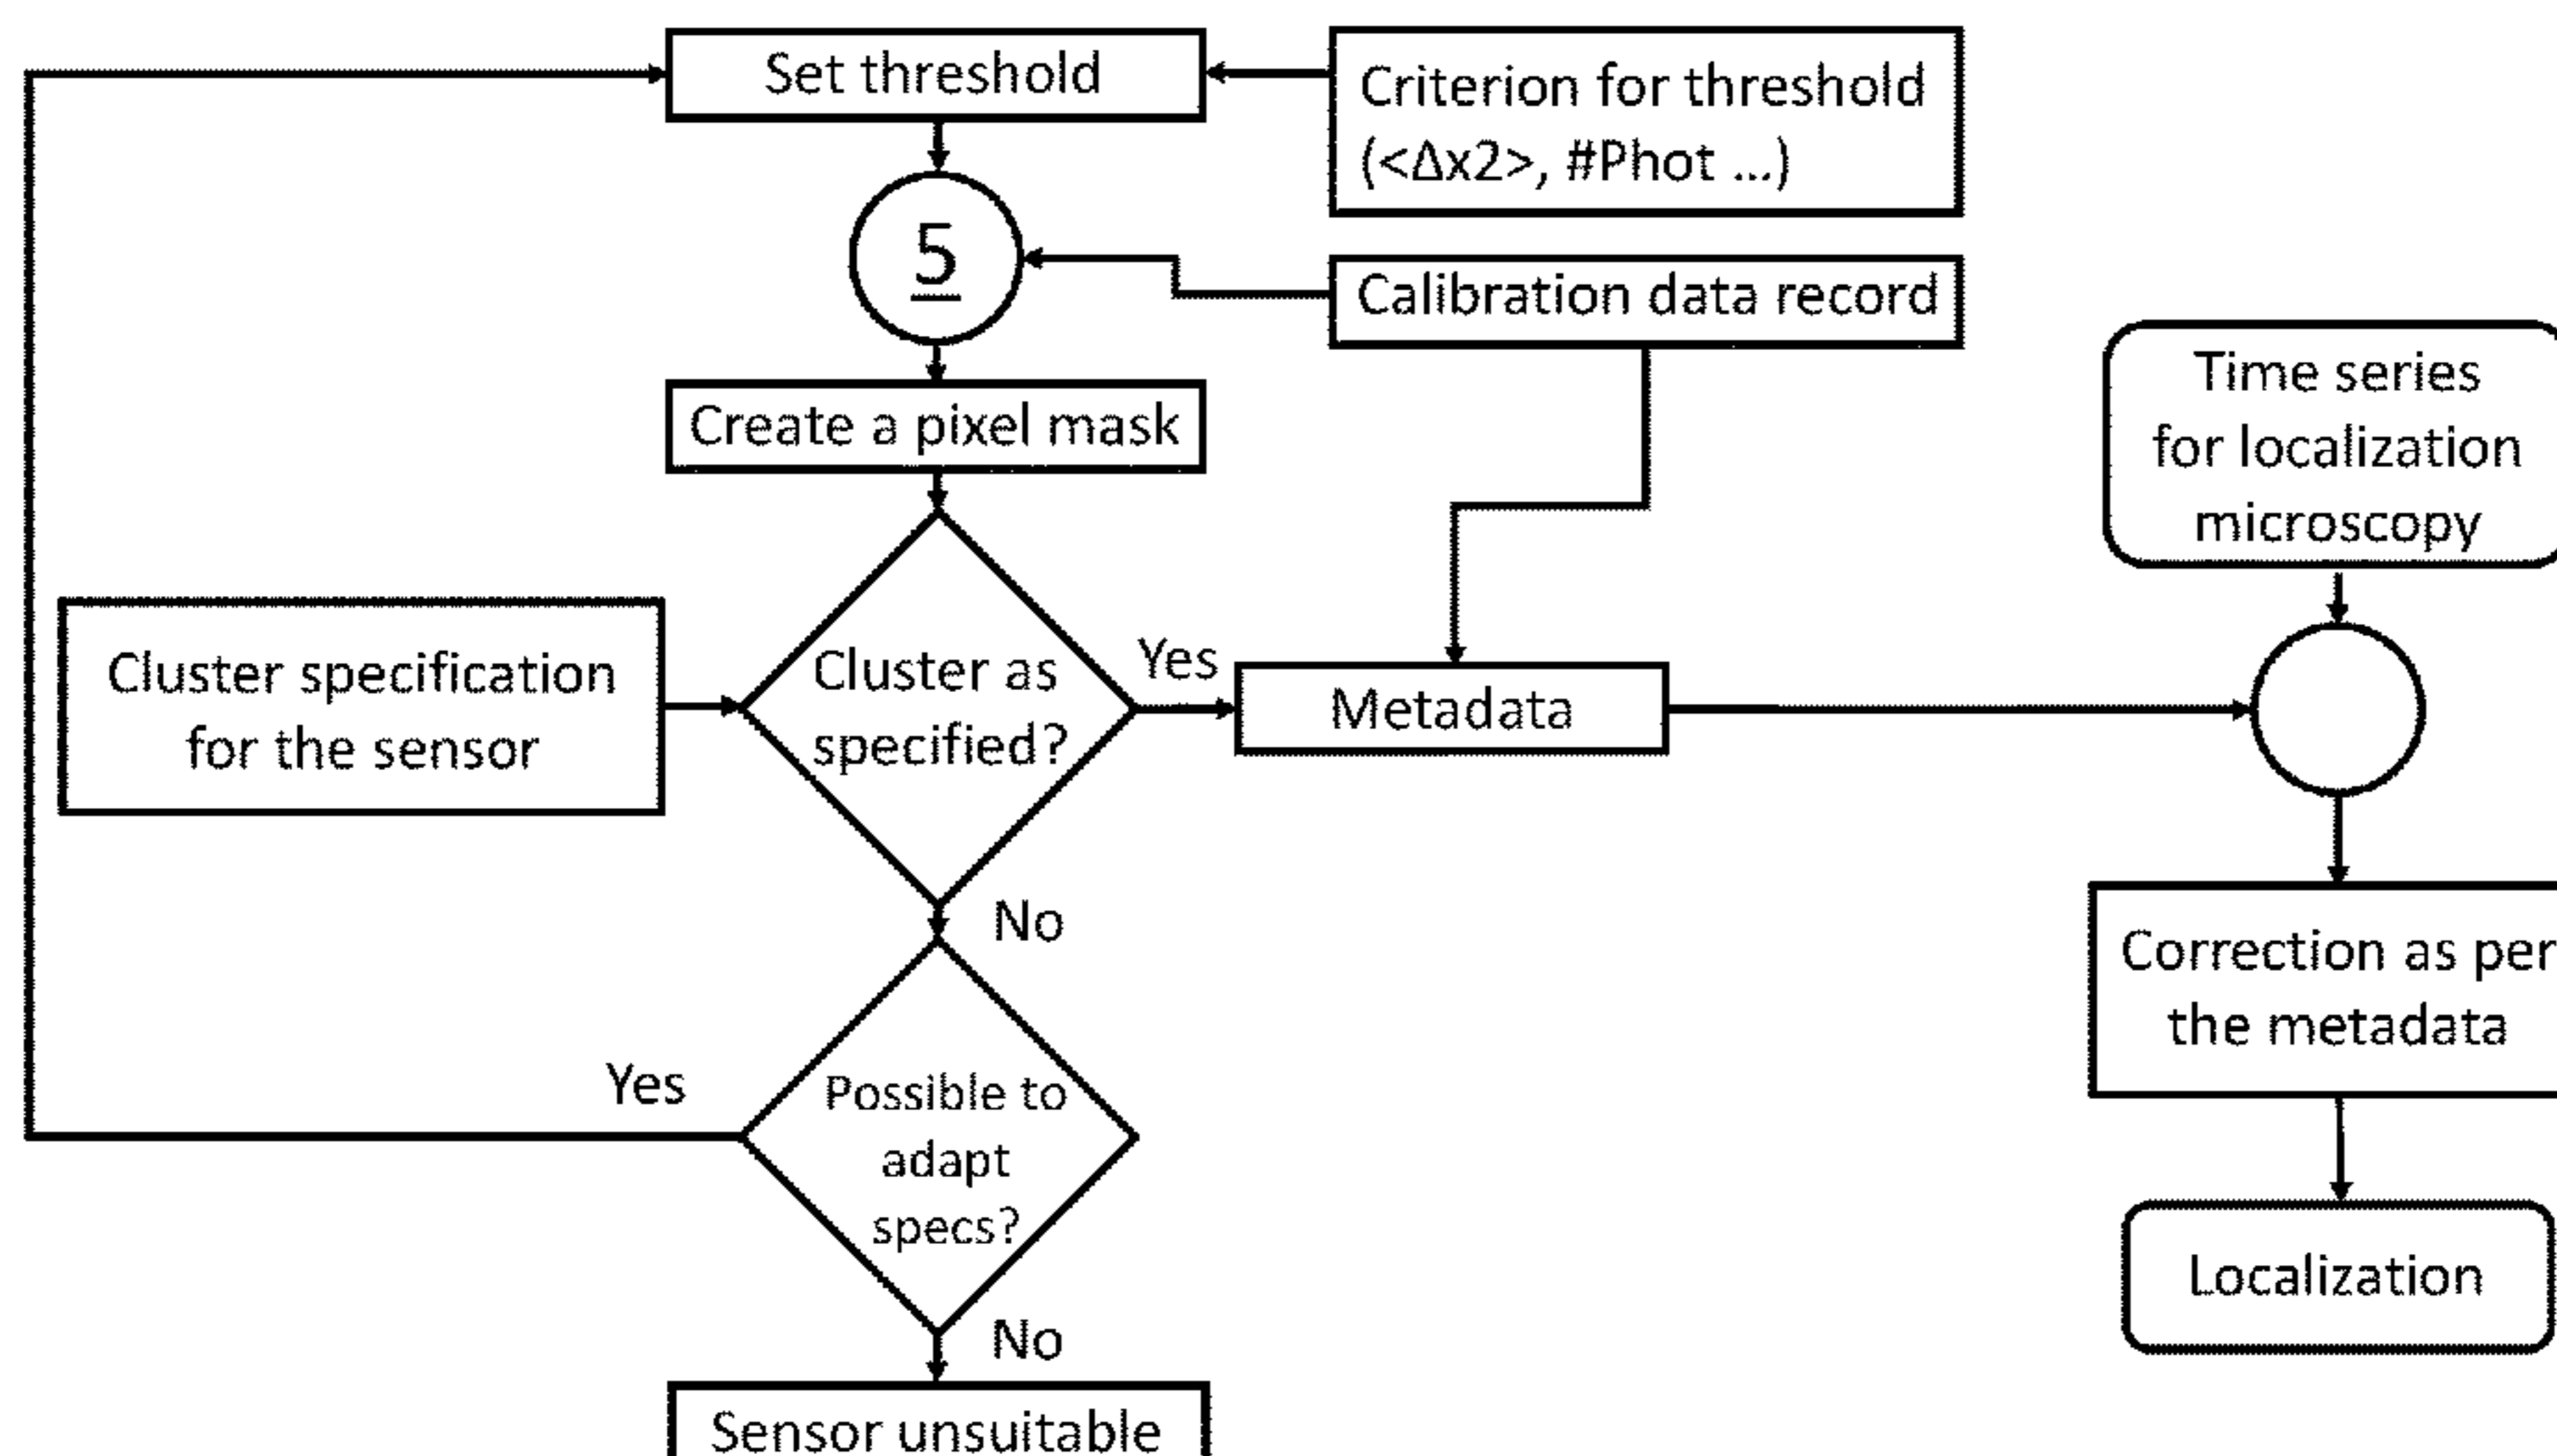 Set threshold
Criterion for threshold
(<Δx2>, #Phot ...)
5
Calibration data record
Create a pixel mask
Time series
for localization
microscopy
Cluster specification
for the sensor
Cluster as
specified?
Yes
Metadata
No
Correction as per
the metadata
Yes
Possible to
adapt
specs?
Localization
No
Sensor unsuitable